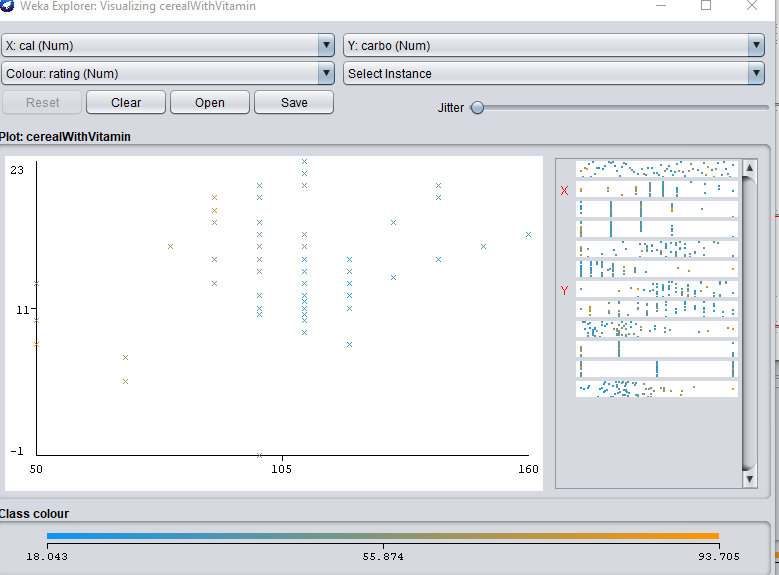 Weka Explorer: Visualizing cerealWithVitamin
X: cal (Num) Y: carbo (Num)
Colour: rating (Num) Select Instance
Reset Clear Open Save Jitter
Plot: cerealWithVitamin
23
X
Y
11
-1
50 105 160
Class colour
18.043 55.874 93.705